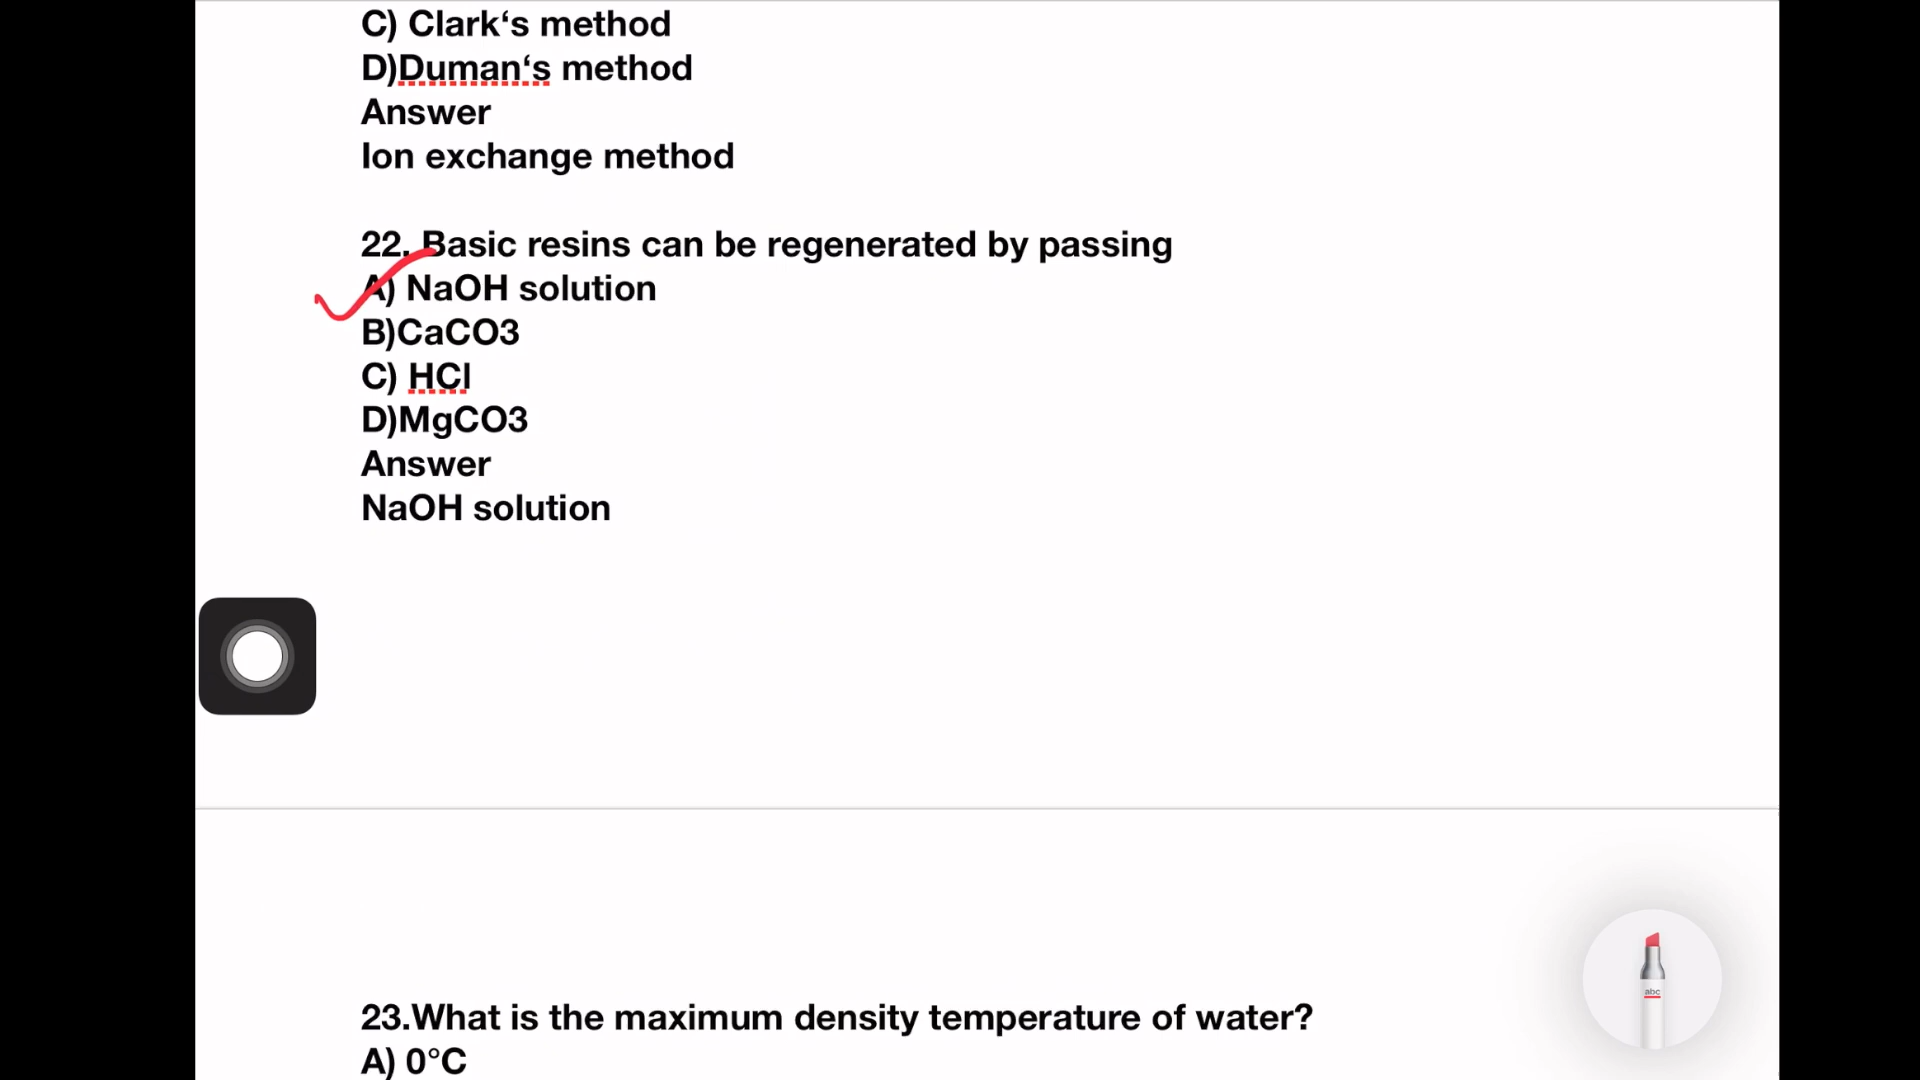 C) Clark‘s method
D)Duman‘s method
Answer
Ion exchange method
22. Basic resins can be regenerated by passing
A) NaOH solution
B)CaCO3
C) HCl
D)MgCO3
Answer
NaOH solution
abc
23.What is the maximum density temperature of water?
A) 0°C